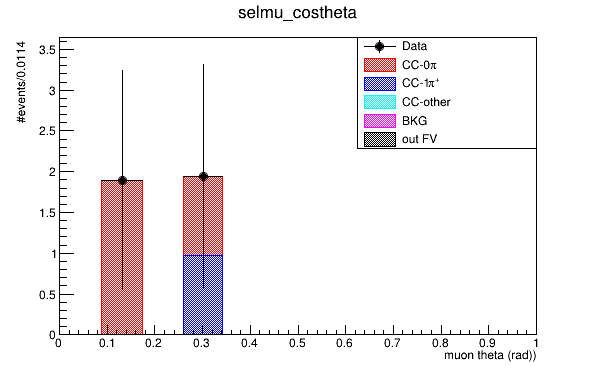 selmu_costheta
#events/0.0114
3.5
3
2.5
2
1.5
1
0.5
0
Data
CC-0π
CC-1π⁺
CC-other
BKG
out FV
0 0.1 0.2 0.3 0.4 0.5 0.6 0.7 0.8 0.9 1
muon theta (rad))